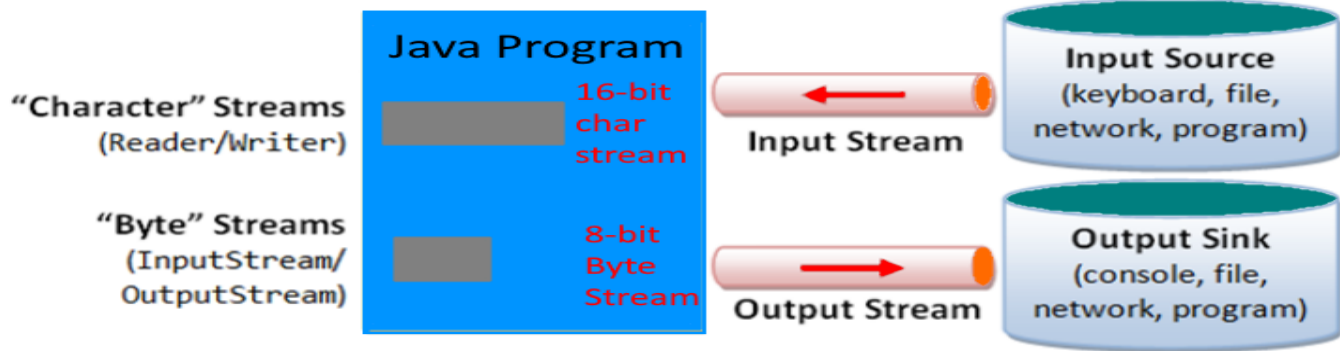 “Character” Streams
(Reader/Writer)
“Byte” Streams
(InputStream/
OutputStream)
Java Program
16-bit
char
stream
8-bit
Byte
Stream
Input Stream
Output Stream
Input Source
(keyboard, file,
network, program)
Output Sink
(console, file,
network, program)